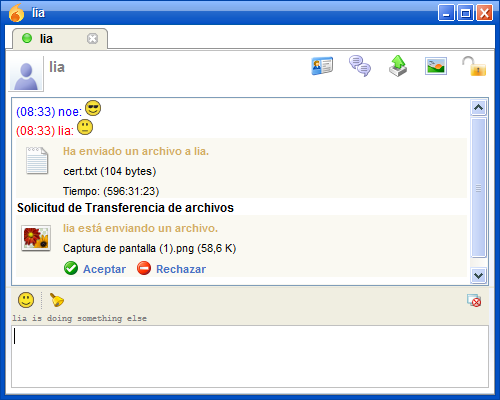 lia
lia
lia
(08:33) noe:
(08:33) lia:
Ha enviado un archivo a lia.
cert.txt (104 bytes)
Tiempo: (596:31:23)
Solicitud de Transferencia de archivos
lia está enviando un archivo.
Captura de pantalla (1).png (58,6 K)
Aceptar Rechazar
lia is doing something else